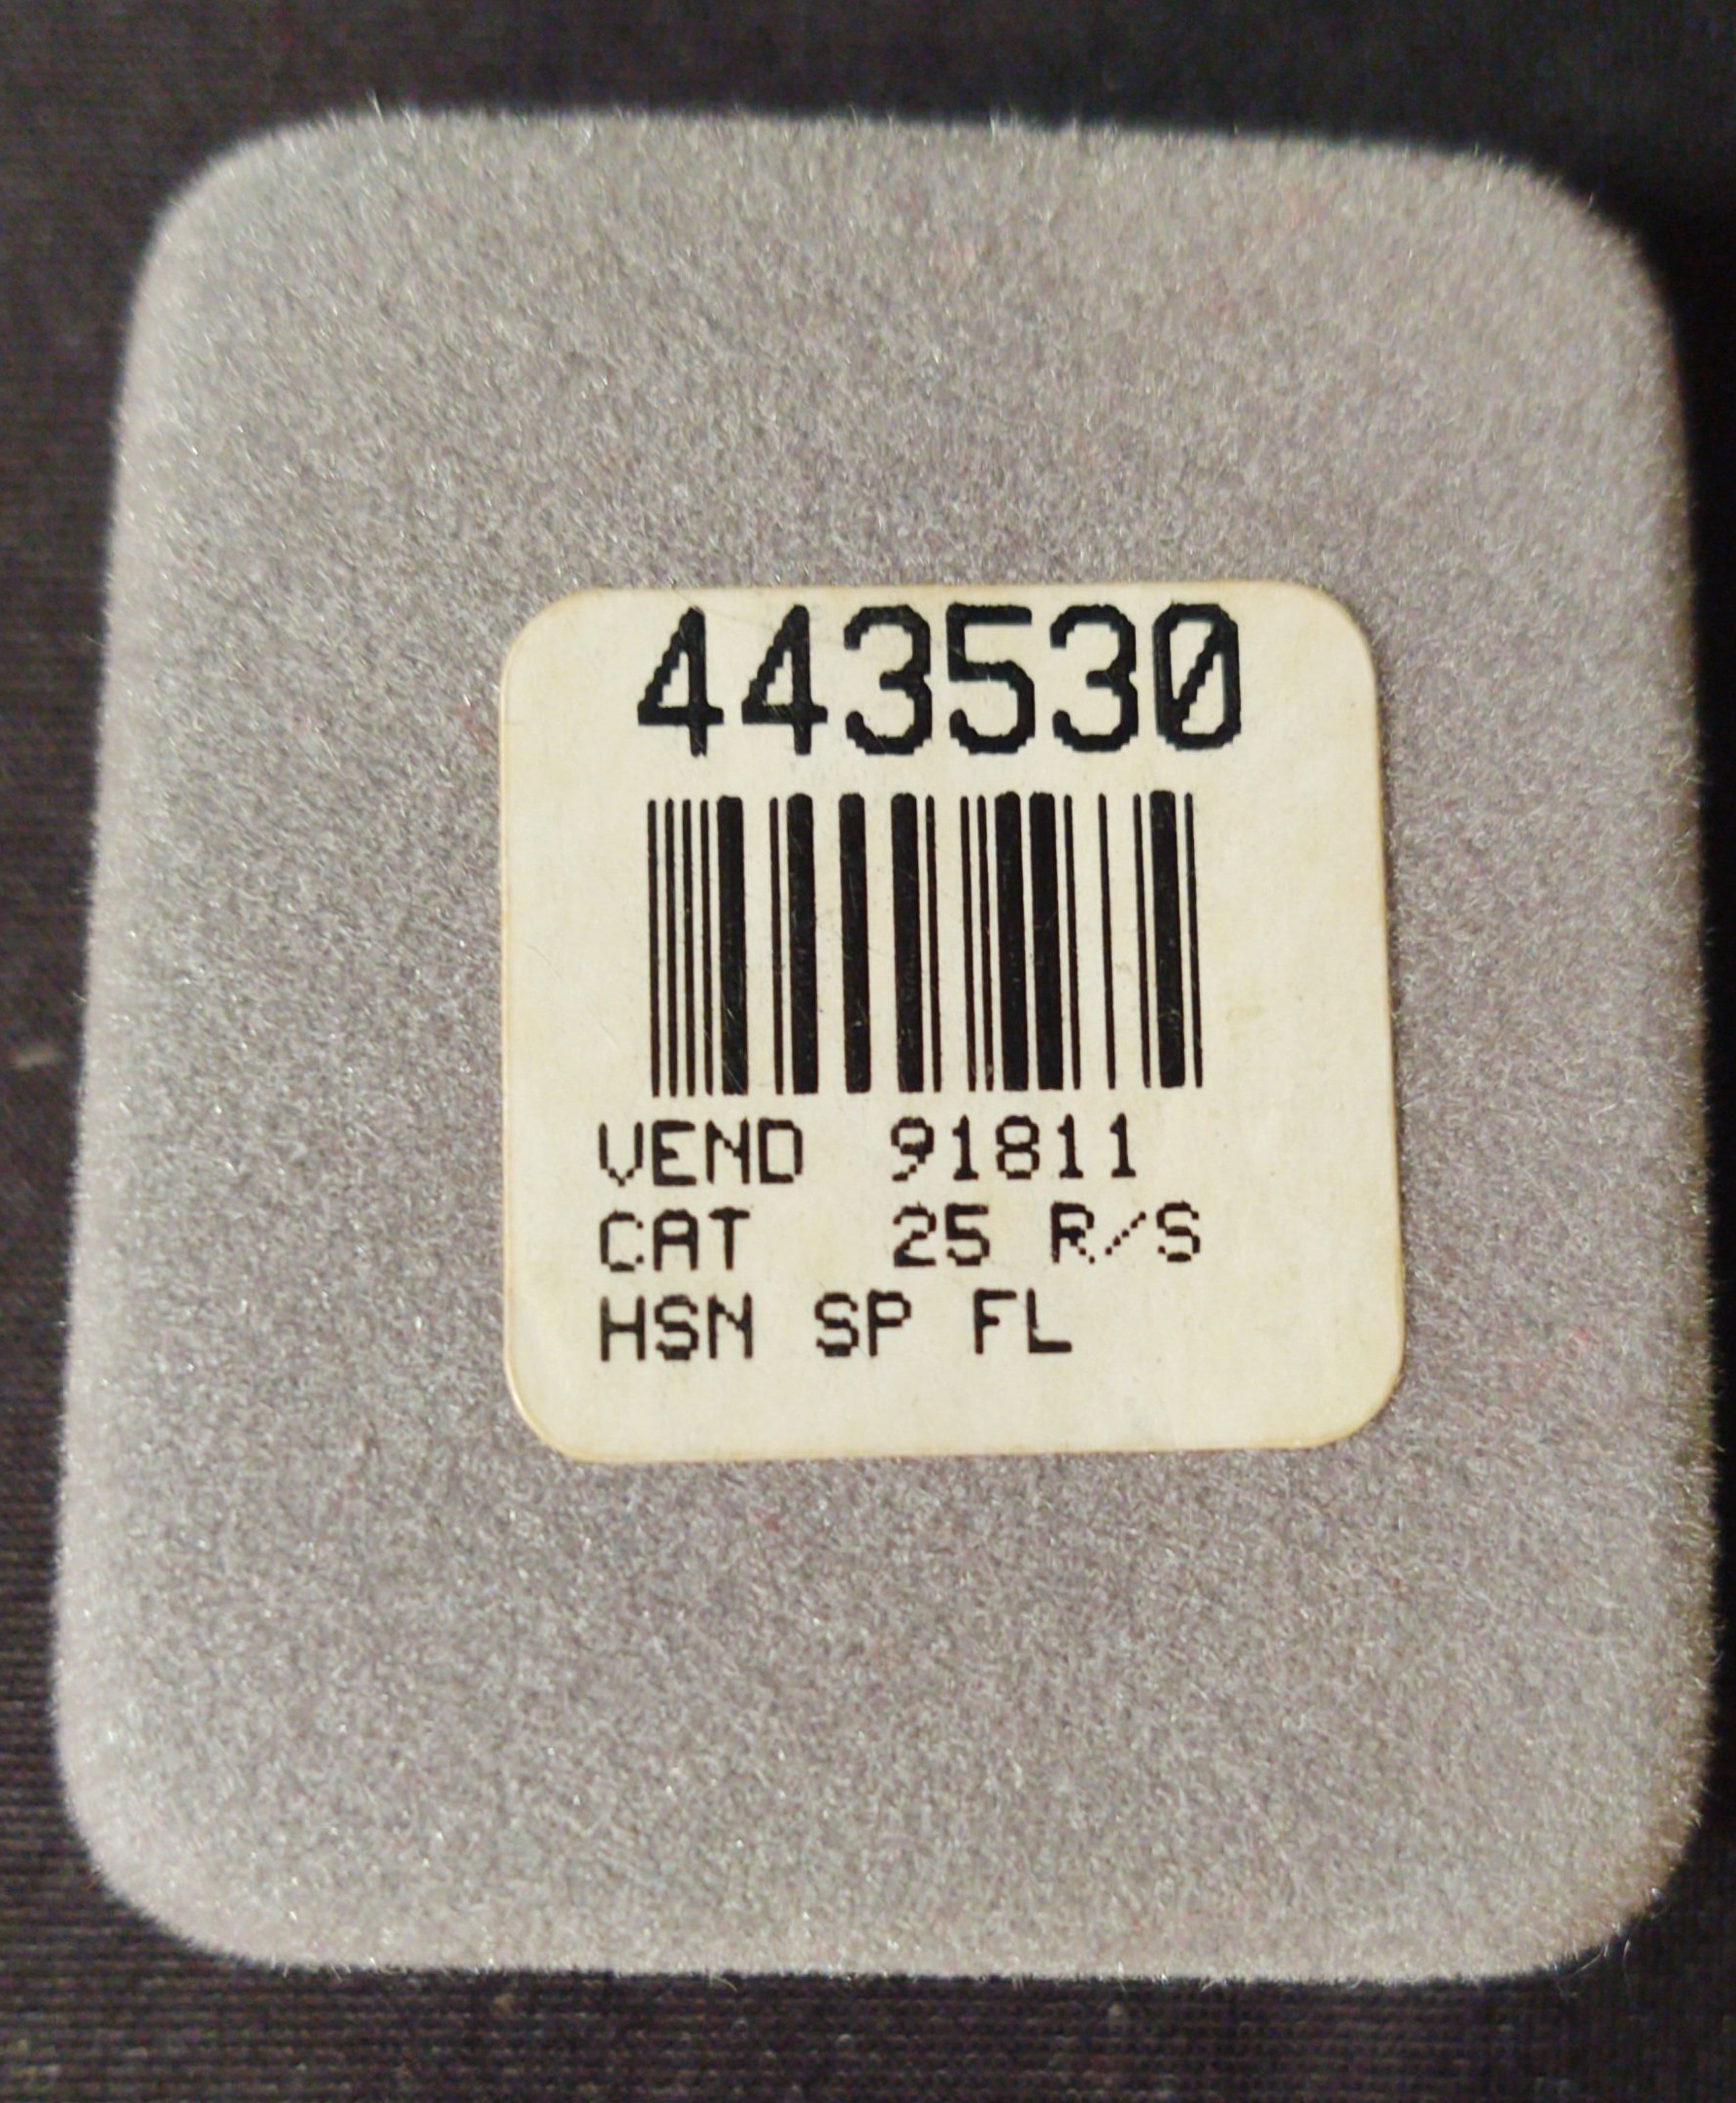 443530
VEND 91811
CAT 25 R/S
HSN SP FL